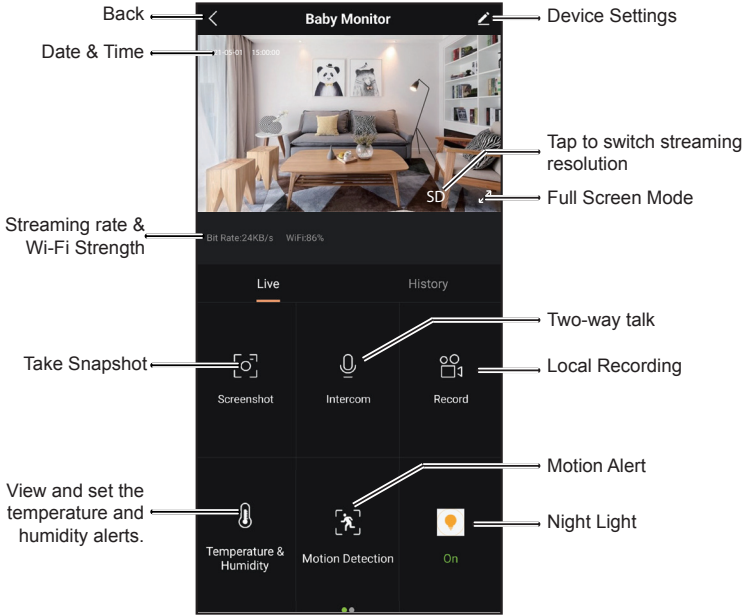 Back
Baby Monitor
Device Settings
Date & Time
21-05-01 15:00:00
Tap to switch streaming
resolution
SD
Full Screen Mode
Streaming rate &
Wi-Fi Strength
Bit Rate:24KB/s WiFi:86%
Live
History
Two-way talk
Take Snapshot
Local Recording
Screenshot
Intercom
Record
Motion Alert
View and set the
temperature and
humidity alerts.
Night Light
Temperature &
Humidity
Motion Detection
On